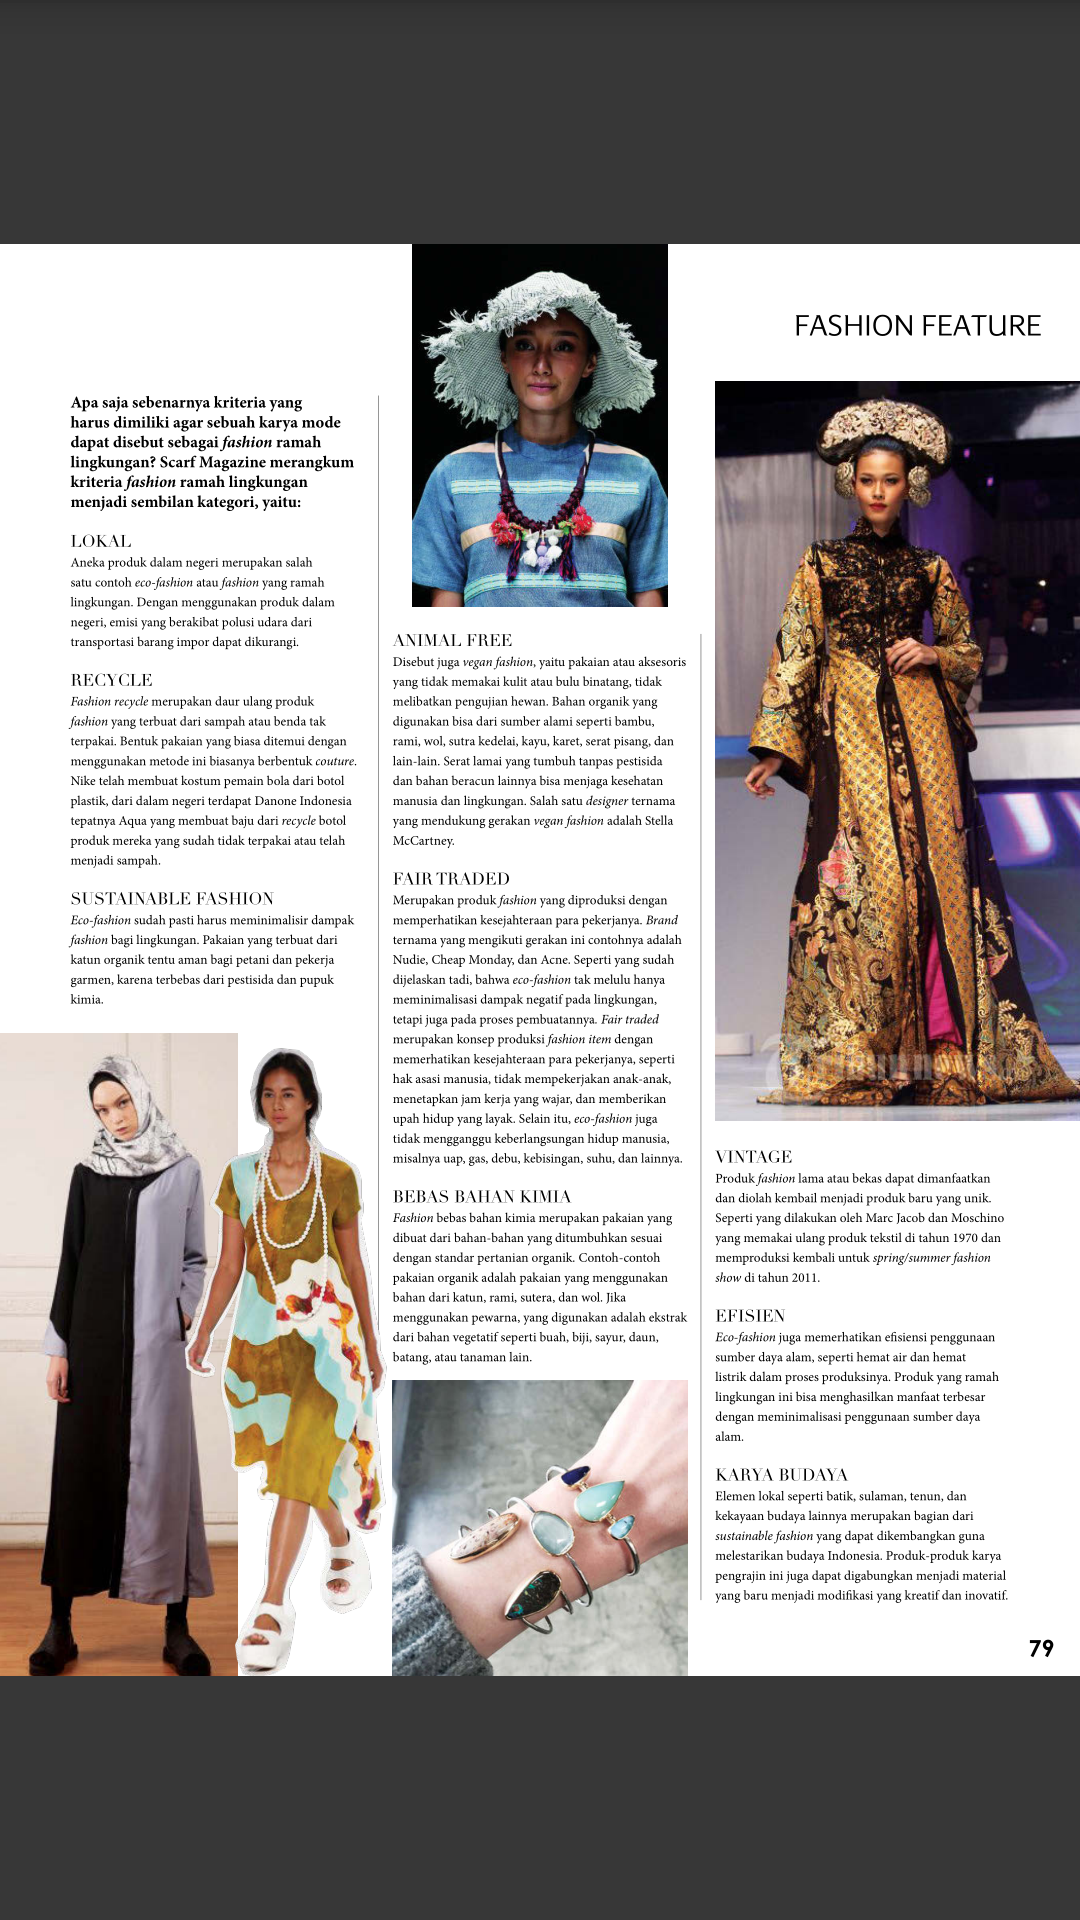 FASHION FEATURE
Apa saja sebenarnya kriteria yang
harus dimiliki agar sebuah karya mode
dapat disebut sebagai fashion ramah
lingkungan? Scarf Magazine merangkum
kriteria fashion ramah lingkungan
menjadi sembilan kategori, yaitu:
LOKAL
Aneka produk dalam negeri merupakan salah
satu contoh eco-fashion atau fashion yang ramah
lingkungan. Dengan menggunakan produk dalam
negeri, emisi yang berakibat polusi udara dari
transportasi barang impor dapat dikurangi.
RECYCLE
Fashion recycle merupakan daur ulang produk
fashion yang terbuat dari sampah atau benda tak
terpakai. Bentuk pakaian yang biasa ditemui dengan
menggunakan metode ini biasanya berbentuk couture.
Nike telah membuat kostum pemain bola dari botol
plastik, dari dalam negeri terdapat Danone Indonesia
tepatnya Aqua yang membuat baju dari recycle botol
produk mereka yang sudah tidak terpakai atau telah
menjadi sampah.
SUSTAINABLE FASHION
Eco-fashion sudah pasti harus meminimalisir dampak
fashion bagi lingkungan. Pakaian yang terbuat dari
katun organik tentu aman bagi petani dan pekerja
garmen, karena terbebas dari pestisida dan pupuk
kimia.
ANIMAL FREE
Disebut juga vegan fashion, yaitu pakaian atau aksesoris
yang tidak memakai kulit atau bulu binatang, tidak
melibatkan pengujian hewan. Bahan organik yang
digunakan bisa dari sumber alami seperti bambu,
rami, wol, sutra kedelai, kayu, karet, serat pisang, dan
lain-lain. Serat lamai yang tumbuh tanpas pestisida
dan bahan beracun lainnya bisa menjaga kesehatan
manusia dan lingkungan. Salah satu designer ternama
yang mendukung gerakan vegan fashion adalah Stella
McCartney.
FAIR TRADED
Merupakan produk fashion yang diproduksi dengan
memperhatikan kesejahteraan para pekerjanya. Brand
ternama yang mengikuti gerakan ini contohnya adalah
Nudie, Cheap Monday, dan Acne. Seperti yang sudah
dijelaskan tadi, bahwa eco-fashion tak melulu hanya
meminimalisasi dampak negatif pada lingkungan,
tetapi juga pada proses pembuatannya. Fair traded
merupakan konsep produksi fashion item dengan
memerhatikan kesejahteraan para pekerjanya, seperti
hak asasi manusia, tidak mempekerjakan anak-anak,
menetapkan jam kerja yang wajar, dan memberikan
upah hidup yang layak. Selain itu, eco-fashion juga
tidak mengganggu keberlangsungan hidup manusia,
misalnya uap, gas, debu, kebisingan, suhu, dan lainnya.
BEBAS BAHAN KIMIA
Fashion bebas bahan kimia merupakan pakaian yang
dibuat dari bahan-bahan yang ditumbuhkan sesuai
dengan standar pertanian organik. Contoh-contoh
pakaian organik adalah pakaian yang menggunakan
bahan dari katun, rami, sutera, dan wol. Jika
menggunakan pewarna, yang digunakan adalah ekstrak
dari bahan vegetatif seperti buah, biji, sayur, daun,
batang, atau tanaman lain.
VINTAGE
Produk fashion lama atau bekas dapat dimanfaatkan
dan diolah kembail menjadi produk baru yang unik.
Seperti yang dilakukan oleh Marc Jacob dan Moschino
yang memakai ulang produk tekstil di tahun 1970 dan
memproduksi kembali untuk spring/summer fashion
show di tahun 2011.
EFISIEN
Eco-fashion juga memerhatikan efisiensi penggunaan
sumber daya alam, seperti hemat air dan hemat
listrik dalam proses produksinya. Produk yang ramah
lingkungan ini bisa menghasilkan manfaat terbesar
dengan meminimalisasi penggunaan sumber daya
alam.
KARYA BUDAYA
Elemen lokal seperti batik, sulaman, tenun, dan
kekayaan budaya lainnya merupakan bagian dari
sustainable fashion yang dapat dikembangkan guna
melestarikan budaya Indonesia. Produk-produk karya
pengrajin ini juga dapat digabungkan menjadi material
yang baru menjadi modifikasi yang kreatif dan inovatif.
79